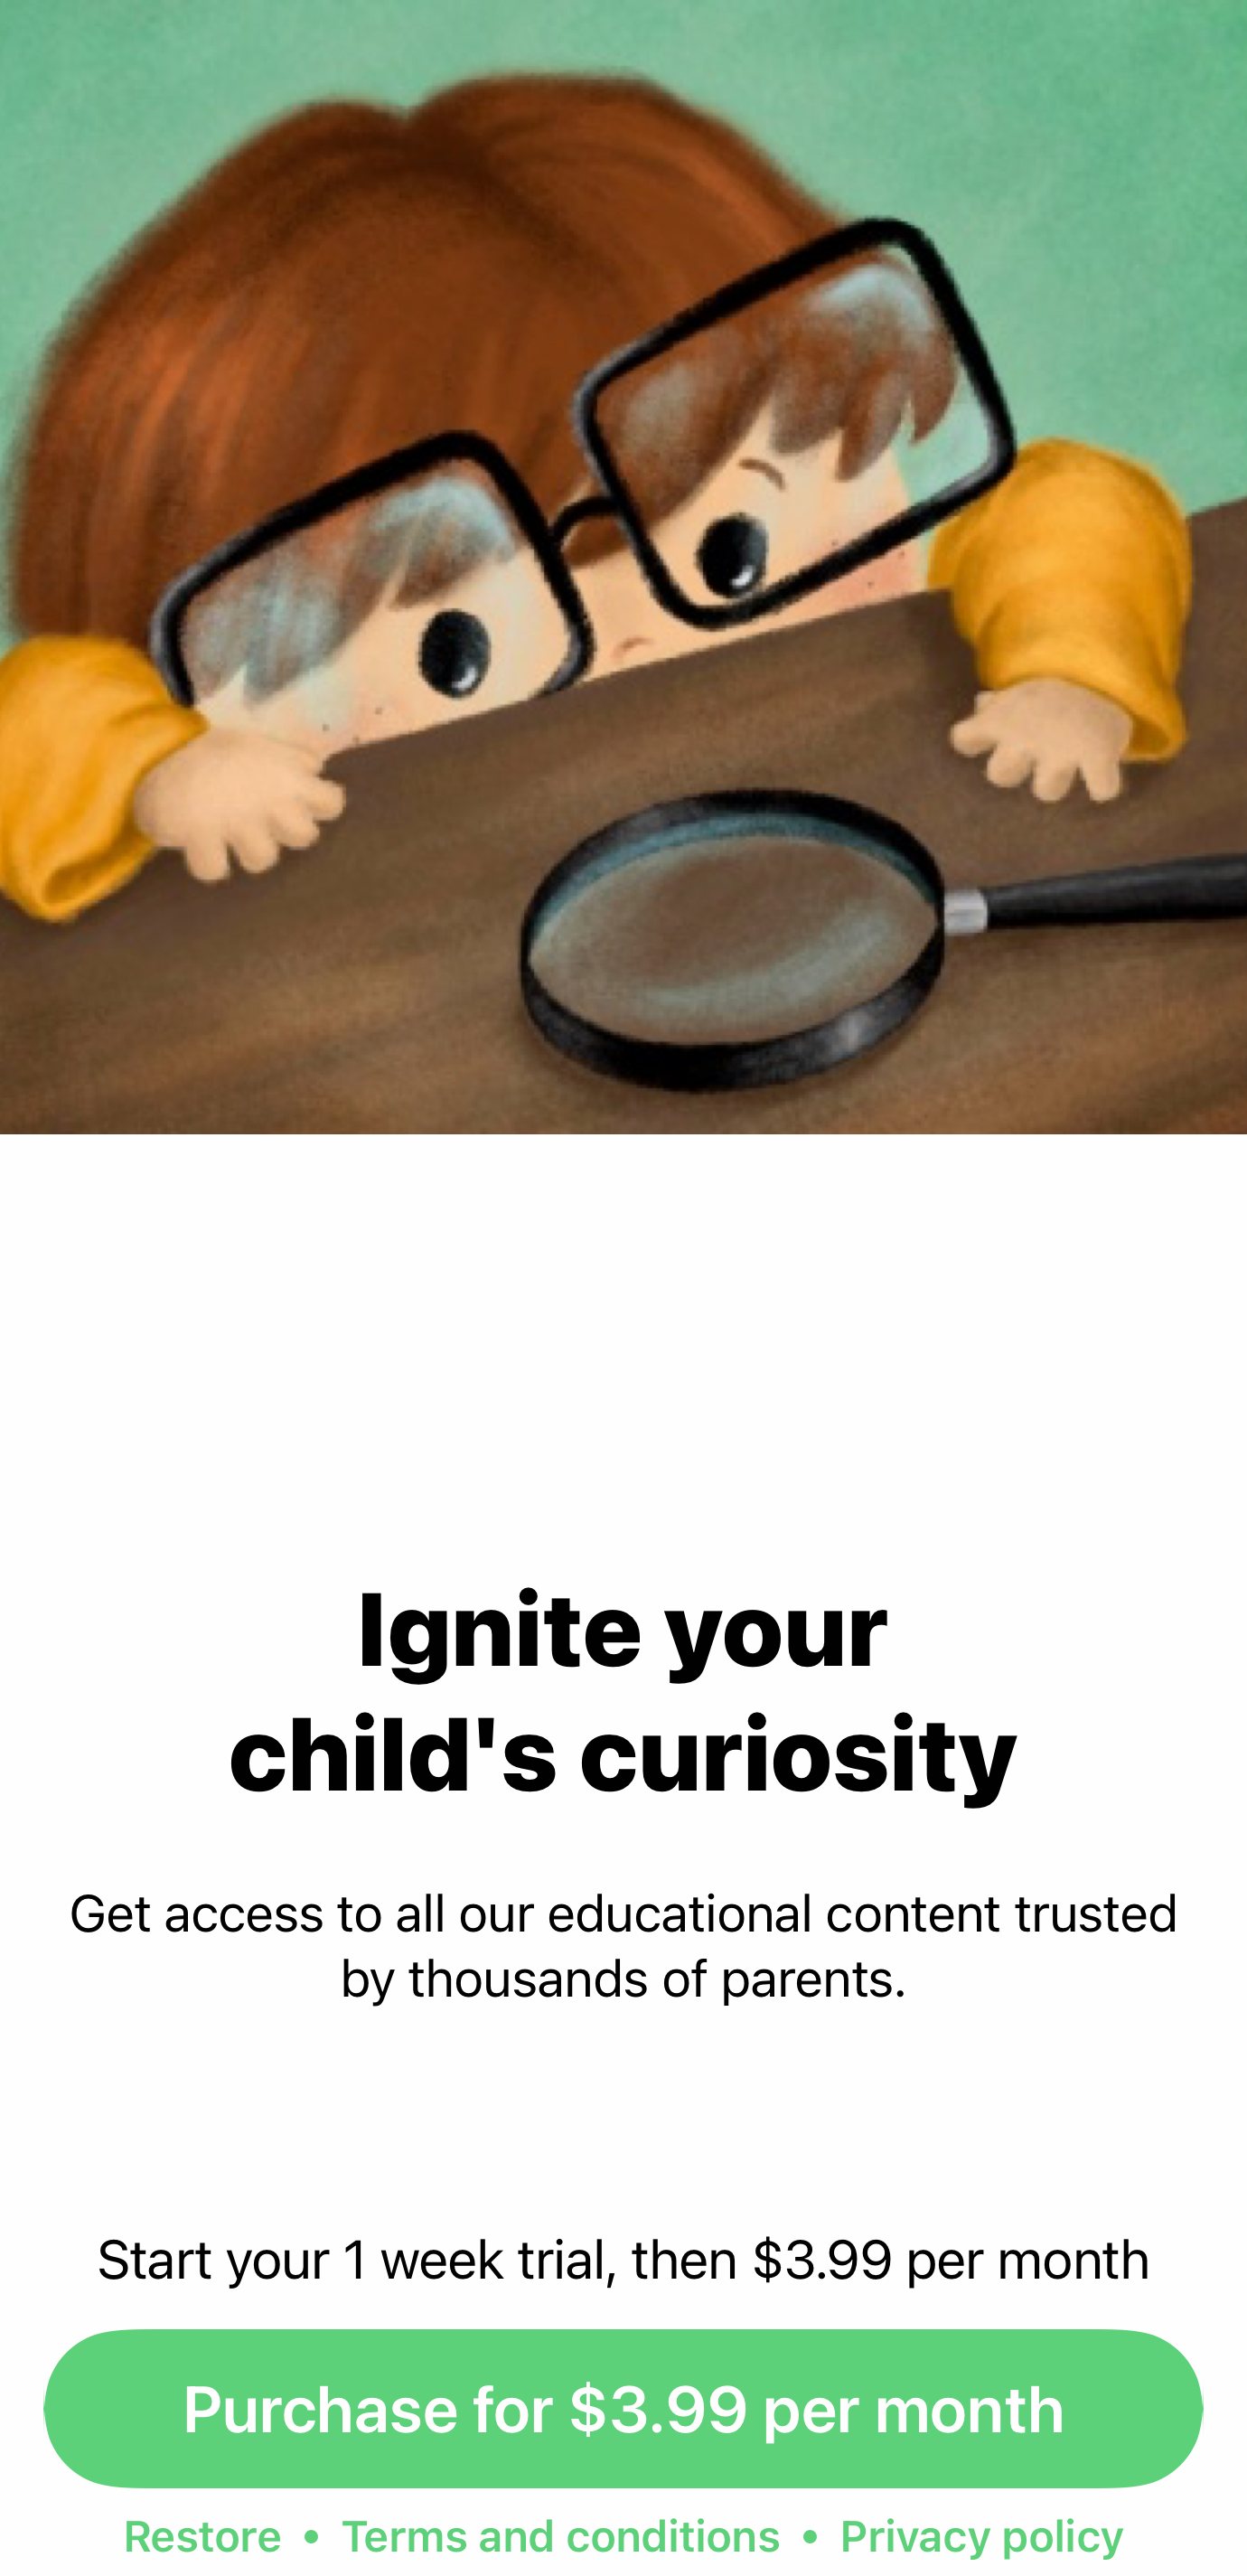 Ignite your
child's curiosity
Get access to all our educational content trusted
by thousands of parents.
Start your 1 week trial, then $3.99 per month
Purchase for $3.99 per month
Restore • Terms and conditions • Privacy policy